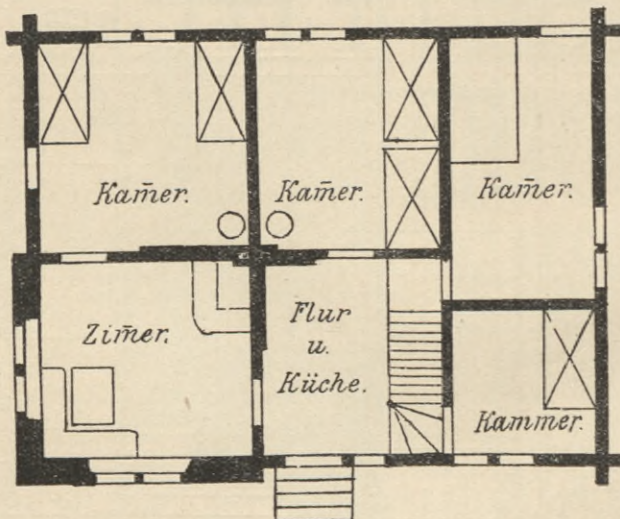 Kam̄er.
Kam̄er.
Kam̄er.
Zim̄er.
Flur
u.
Küche.
Kammer.